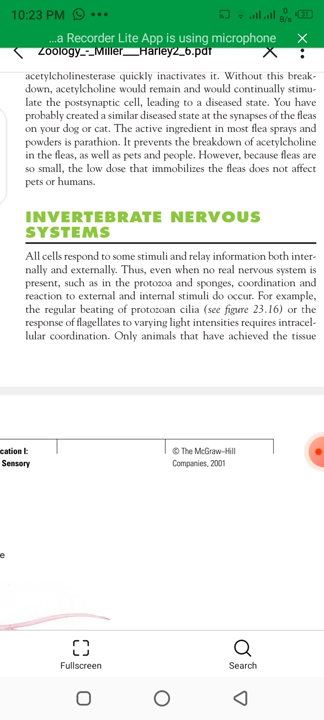 10:23 PM
0
B/s
31
...a Recorder Lite App is using microphone
Zoology_-_Miller___Harley2_6.pdf
acetylcholinesterase quickly inactivates it. Without this break-
down, acetylcholine would remain and would continually stimu-
late the postsynaptic cell, leading to a diseased state. You have
probably created a similar diseased state at the synapses of the fleas
on your dog or cat. The active ingredient in most flea sprays and
powders is parathion. It prevents the breakdown of acetylcholine
in the fleas, as well as pets and people. However, because fleas are
so small, the low dose that immobilizes the fleas does not affect
pets or humans.
INVERTEBRATE NERVOUS
SYSTEMS
All cells respond to some stimuli and relay information both inter-
nally and externally. Thus, even when no real nervous system is
present, such as in the protozoa and sponges, coordination and
reaction to external and internal stimuli do occur. For example,
the regular beating of protozoan cilia (see figure 23.16) or the
response of flagellates to varying light intensities requires intracel-
lular coordination. Only animals that have achieved the tissue
cation I:
Sensory
© The McGraw-Hill
Companies, 2001
e
Fullscreen
Search